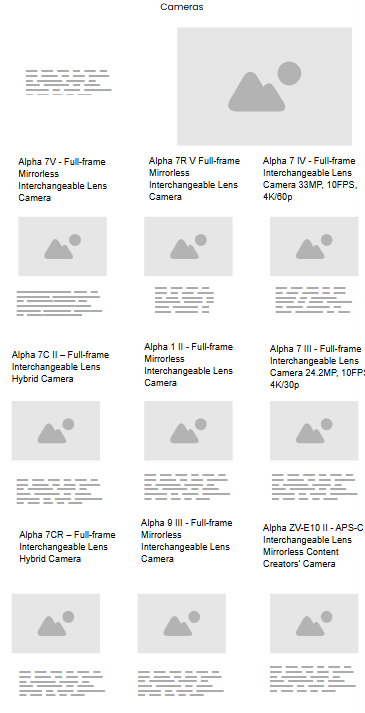 Cameras
Alpha 7V - Full-frame
Mirrorless
Interchangeable Lens
Camera
Alpha 7R V Full-frame
Mirrorless
Interchangeable Lens
Camera
Alpha 7 IV - Full-frame
Interchangeable Lens
Camera 33MP, 10FPS,
4K/60p
Alpha 7C II – Full-frame
Interchangeable Lens
Hybrid Camera
Alpha 1 II - Full-frame
Mirrorless
Interchangeable Lens
Camera
Alpha 7 III - Full-frame
Interchangeable Lens
Camera 24.2MP, 10FPS
4K/30p
Alpha 7CR – Full-frame
Interchangeable Lens
Hybrid Camera
Alpha 9 III - Full-frame
Mirrorless
Interchangeable Lens
Camera
Alpha ZV-E10 II - APS-C
Interchangeable Lens
Mirrorless Content
Creators' Camera